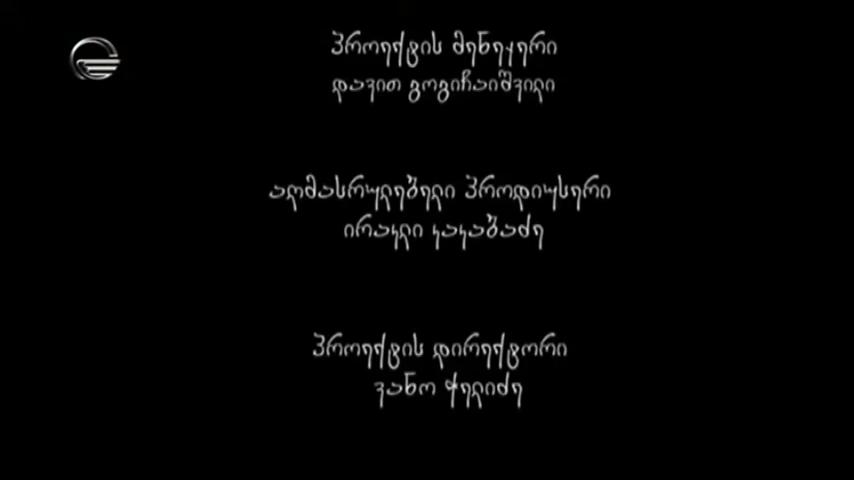 პროექტის მენეჯერი
დავით გოგიჩაიშვილი
აღმასრულებელი პროდიუსერი
ირაკლი კაკაბაძე
პროექტის დირექტორი
ვანო ჭელიძე